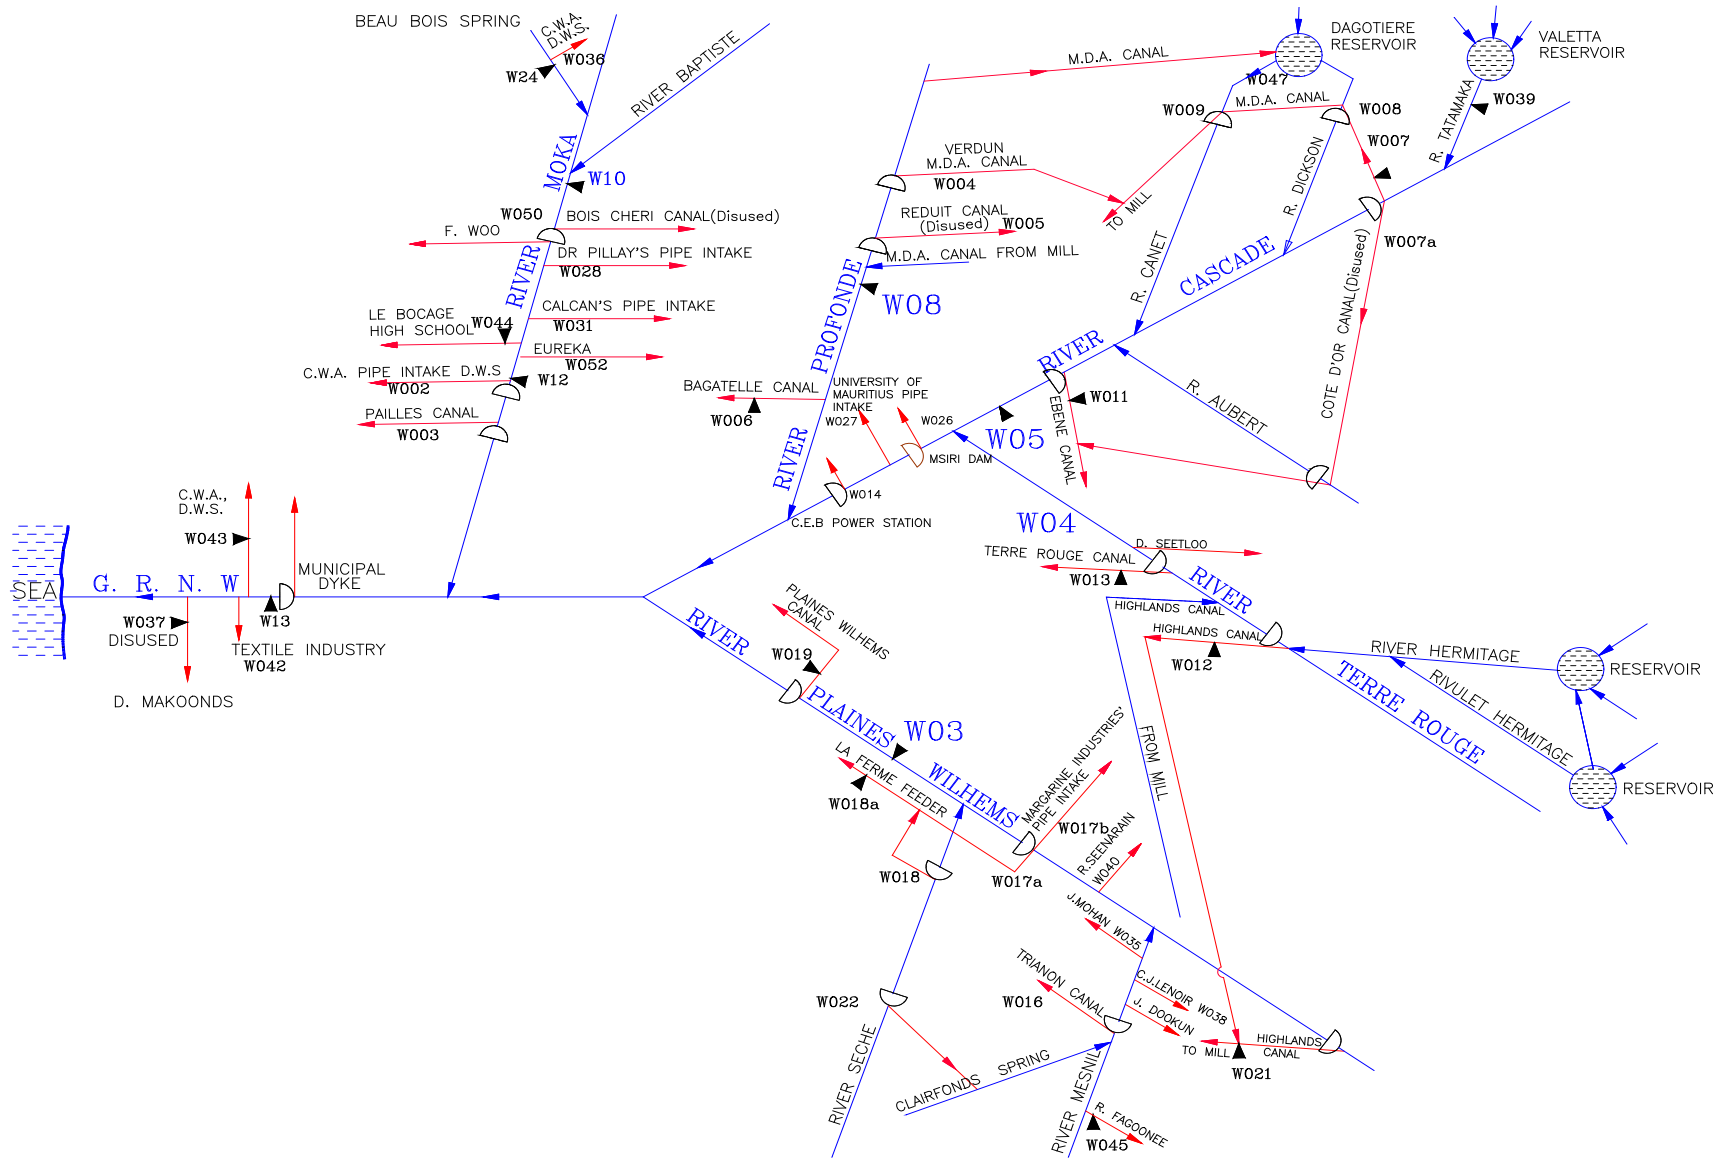 BEAU BOIS SPRING
C.W.A.
D.W.S.
W036
W24
RIVER BAPTISTE
MOKA
W10
W050
BOIS CHERI CANAL(Disused)
F. WOO
DR PILLAY'S PIPE INTAKE
W028
RIVER
CALCAN'S PIPE INTAKE
W031
LE BOCAGE
HIGH SCHOOL
W044
EUREKA
W052
C.W.A. PIPE INTAKE D.W.S
W002
W12
PAILLES CANAL
W003
M.D.A. CANAL
DAGOTIERE
RESERVOIR
W047
VALETTA
RESERVOIR
W009
M.D.A. CANAL
W008
W039
R. TATAMAKA
W007
VERDUN
M.D.A. CANAL
W004
TO MILL
R. DICKSON
REDUIT CANAL
(Disused)
W005
M.D.A. CANAL FROM MILL
W08
PROFONDE
RIVER
R. CANET
CASCADE
RIVER
W007a
COTE D'OR CANAL(Disused)
BAGATELLE CANAL
W006
UNIVERSITY OF
MAURITIUS PIPE
INTAKE
W027
W026
MSIRI DAM
W014
C.E.B POWER STATION
W05
W011
EBENE CANAL
R. AUBERT
W04
D. SEETLOO
TERRE ROUGE CANAL
W013
RIVER
HIGHLANDS CANAL
HIGHLANDS CANAL
W012
RIVER HERMITAGE
RIVULET HERMITAGE
TERRE ROUGE
RESERVOIR
RESERVOIR
FROM MILL
C.W.A.,
D.W.S.
W043
MUNICIPAL
DYKE
SEA
G. R. N. W
W037
DISUSED
W13
TEXTILE INDUSTRY
W042
D. MAKOONDS
RIVER
PLAINES WILHEMS
CANAL
W019
PLAINES
W03
WILHEMS
LA FERME FEEDER
W018a
MARGARINE INDUSTRIES'
PIPE INTAKE
W017b
W017a
W018
R.SEENARAIN
W040
J.MOHAN W035
C.J.LENOIR W038
J. DOOKUN
TRIANON CANAL
W016
W022
RIVER SECHE
CLAIRFONDS SPRING
RIVER MESNIL
HIGHLANDS
CANAL
TO MILL
W021
R. FAGOONEE
W045